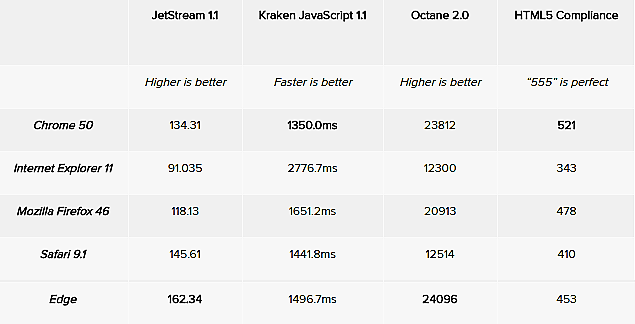 JetStream 1.1 Kraken JavaScript 1.1 Octane 2.0 HTML5 Compliance
Higher is better Faster is better Higher is better "555" is perfect
Chrome 50 134.31 1350.0ms 23812 521
Internet Explorer 11 91.035 2776.7ms 12300 343
Mozilla Firefox 46 118.13 1651.2ms 20913 478
Safari 9.1 145.61 1441.8ms 12514 410
Edge 162.34 1496.7ms 24096 453